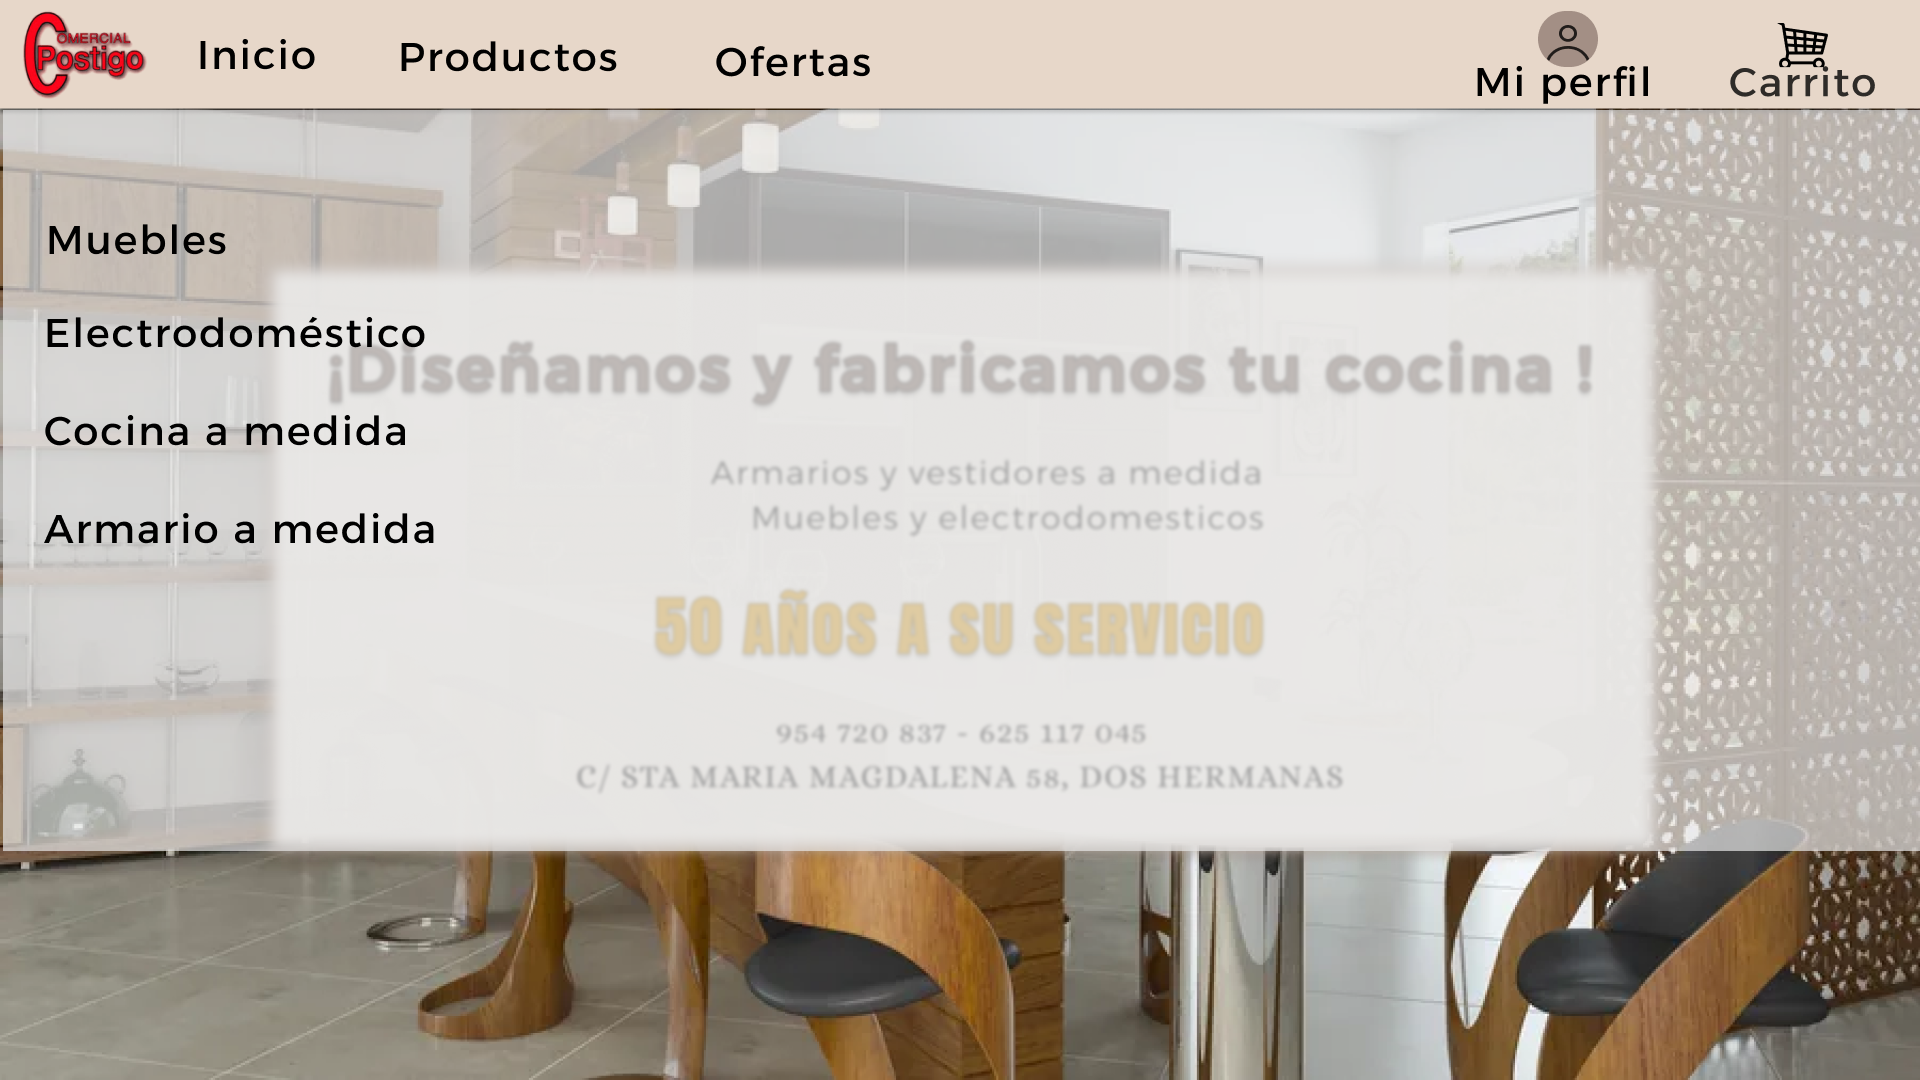 COMERCIAL
Postigo
Inicio
Productos
Ofertas
Mi perfil
Carrito
Muebles
Electrodoméstico
Cocina a medida
Armario a medida
¡Diseñamos y fabricamos tu cocina !
Armarios y vestidores a medida
Muebles y electrodomesticos
50 AÑOS A SU SERVICIO
954 720 837 - 625 117 045
C/ STA MARIA MAGDALENA 58, DOS HERMANAS